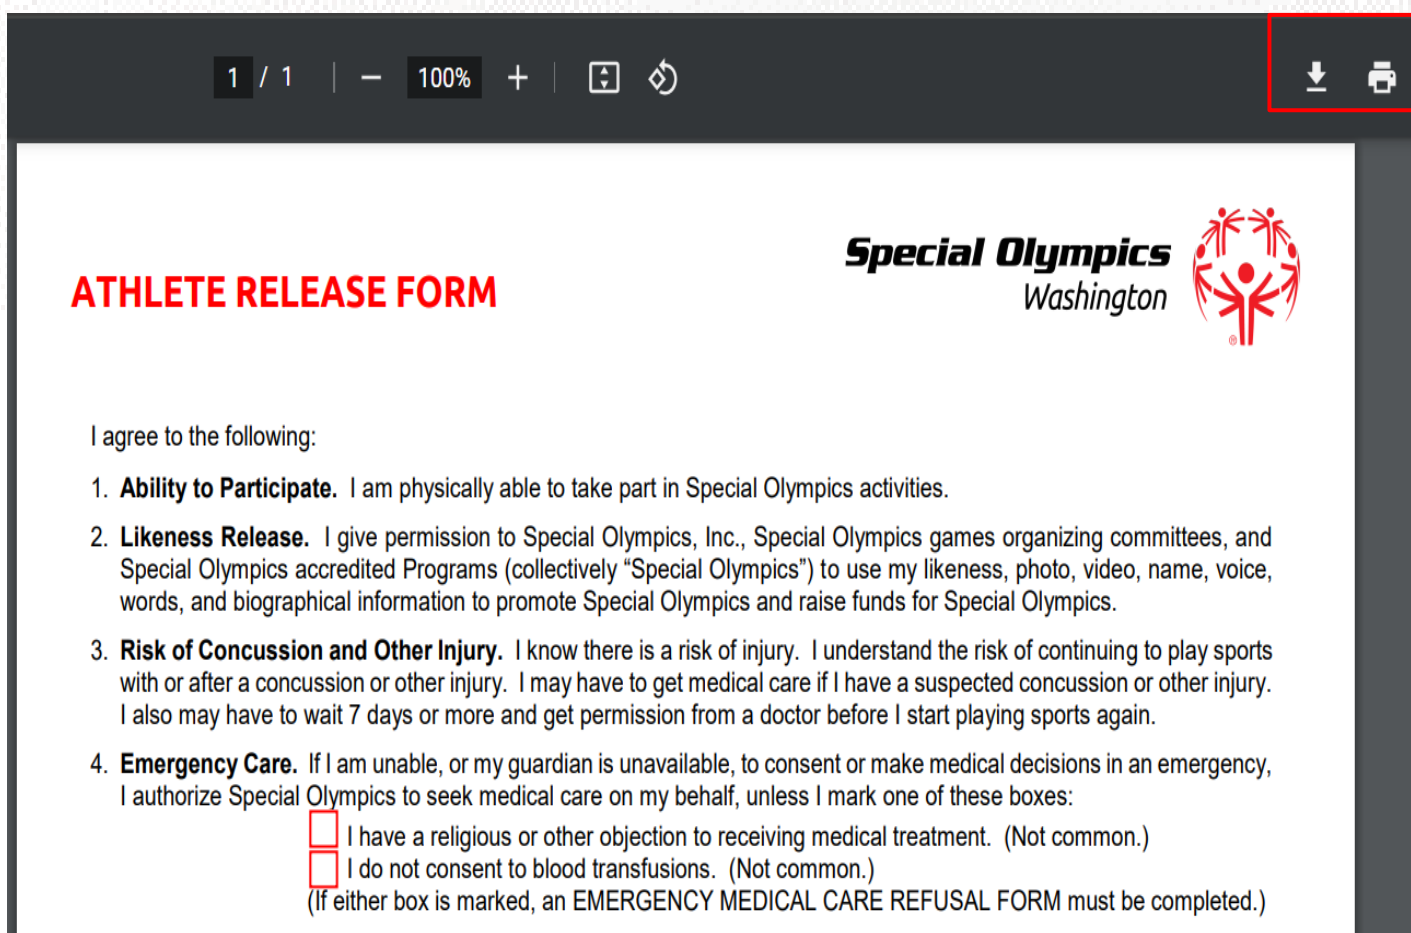 1 / 1 100%
Special Olympics
Washington
ATHLETE RELEASE FORM
I agree to the following:
1. Ability to Participate. I am physically able to take part in Special Olympics activities.
2. Likeness Release. I give permission to Special Olympics, Inc., Special Olympics games organizing committees, and
Special Olympics accredited Programs (collectively “Special Olympics”) to use my likeness, photo, video, name, voice,
words, and biographical information to promote Special Olympics and raise funds for Special Olympics.
3. Risk of Concussion and Other Injury. I know there is a risk of injury. I understand the risk of continuing to play sports
with or after a concussion or other injury. I may have to get medical care if I have a suspected concussion or other injury.
I also may have to wait 7 days or more and get permission from a doctor before I start playing sports again.
4. Emergency Care. If I am unable, or my guardian is unavailable, to consent or make medical decisions in an emergency,
I authorize Special Olympics to seek medical care on my behalf, unless I mark one of these boxes:
I have a religious or other objection to receiving medical treatment. (Not common.)
I do not consent to blood transfusions. (Not common.)
(If either box is marked, an EMERGENCY MEDICAL CARE REFUSAL FORM must be completed.)